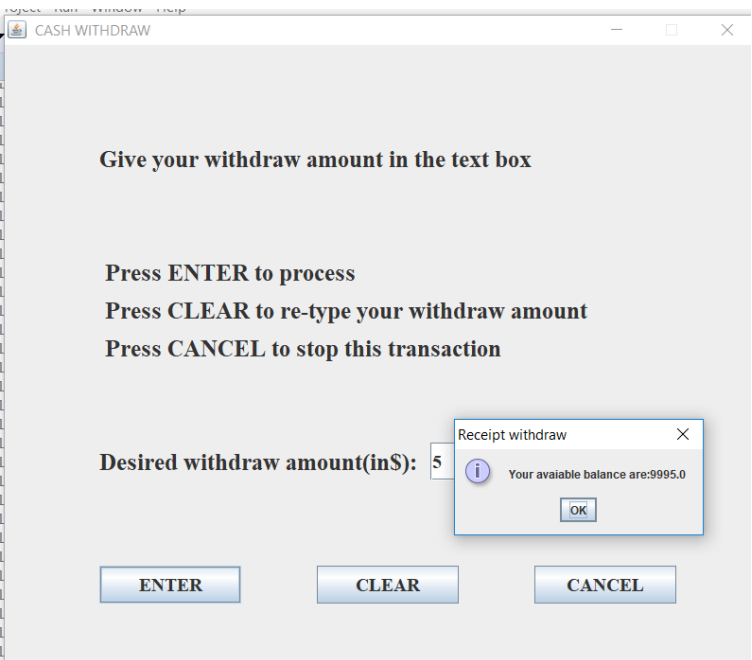 Window Help
CASH WITHDRAW
Give your withdraw amount in the text box
Press ENTER to process
Press CLEAR to re-type your withdraw amount
Press CANCEL to stop this transaction
Desired withdraw amount(in$): 5
Receipt withdraw
Your avaiable balance are:9995.0
OK
ENTER CLEAR CANCEL